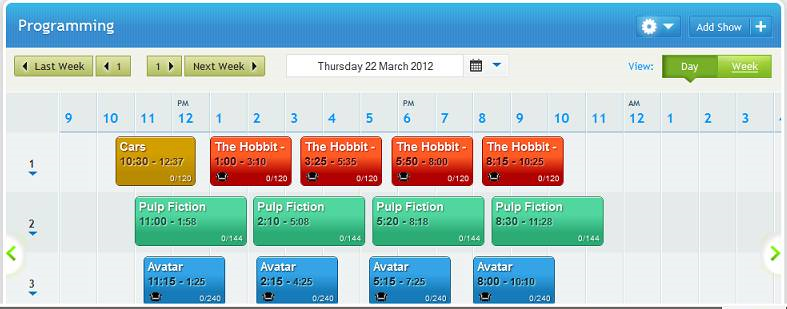 Programming
Add Show +
Last Week 1 1 Next Week Thursday 22 March 2012 View: Day Week
PM PM AM
9 10 11 12 1 2 3 4 5 6 7 8 9 10 11 12 1 2 3
1
Cars
10:30 - 12:37
0/120
The Hobbit -
1:00 - 3:10
0/120
The Hobbit -
3:25 - 5:35
0/120
The Hobbit -
5:50 - 8:00
0/120
The Hobbit -
8:15 - 10:25
0/120
2
Pulp Fiction
11:00 - 1:58
0/144
Pulp Fiction
2:10 - 5:08
0/144
Pulp Fiction
5:20 - 8:18
0/144
Pulp Fiction
8:30 - 11:28
0/144
3
Avatar
11:15 - 1:25
0/240
Avatar
2:15 - 4:25
0/240
Avatar
5:15 - 7:25
0/240
Avatar
8:00 - 10:10
0/240